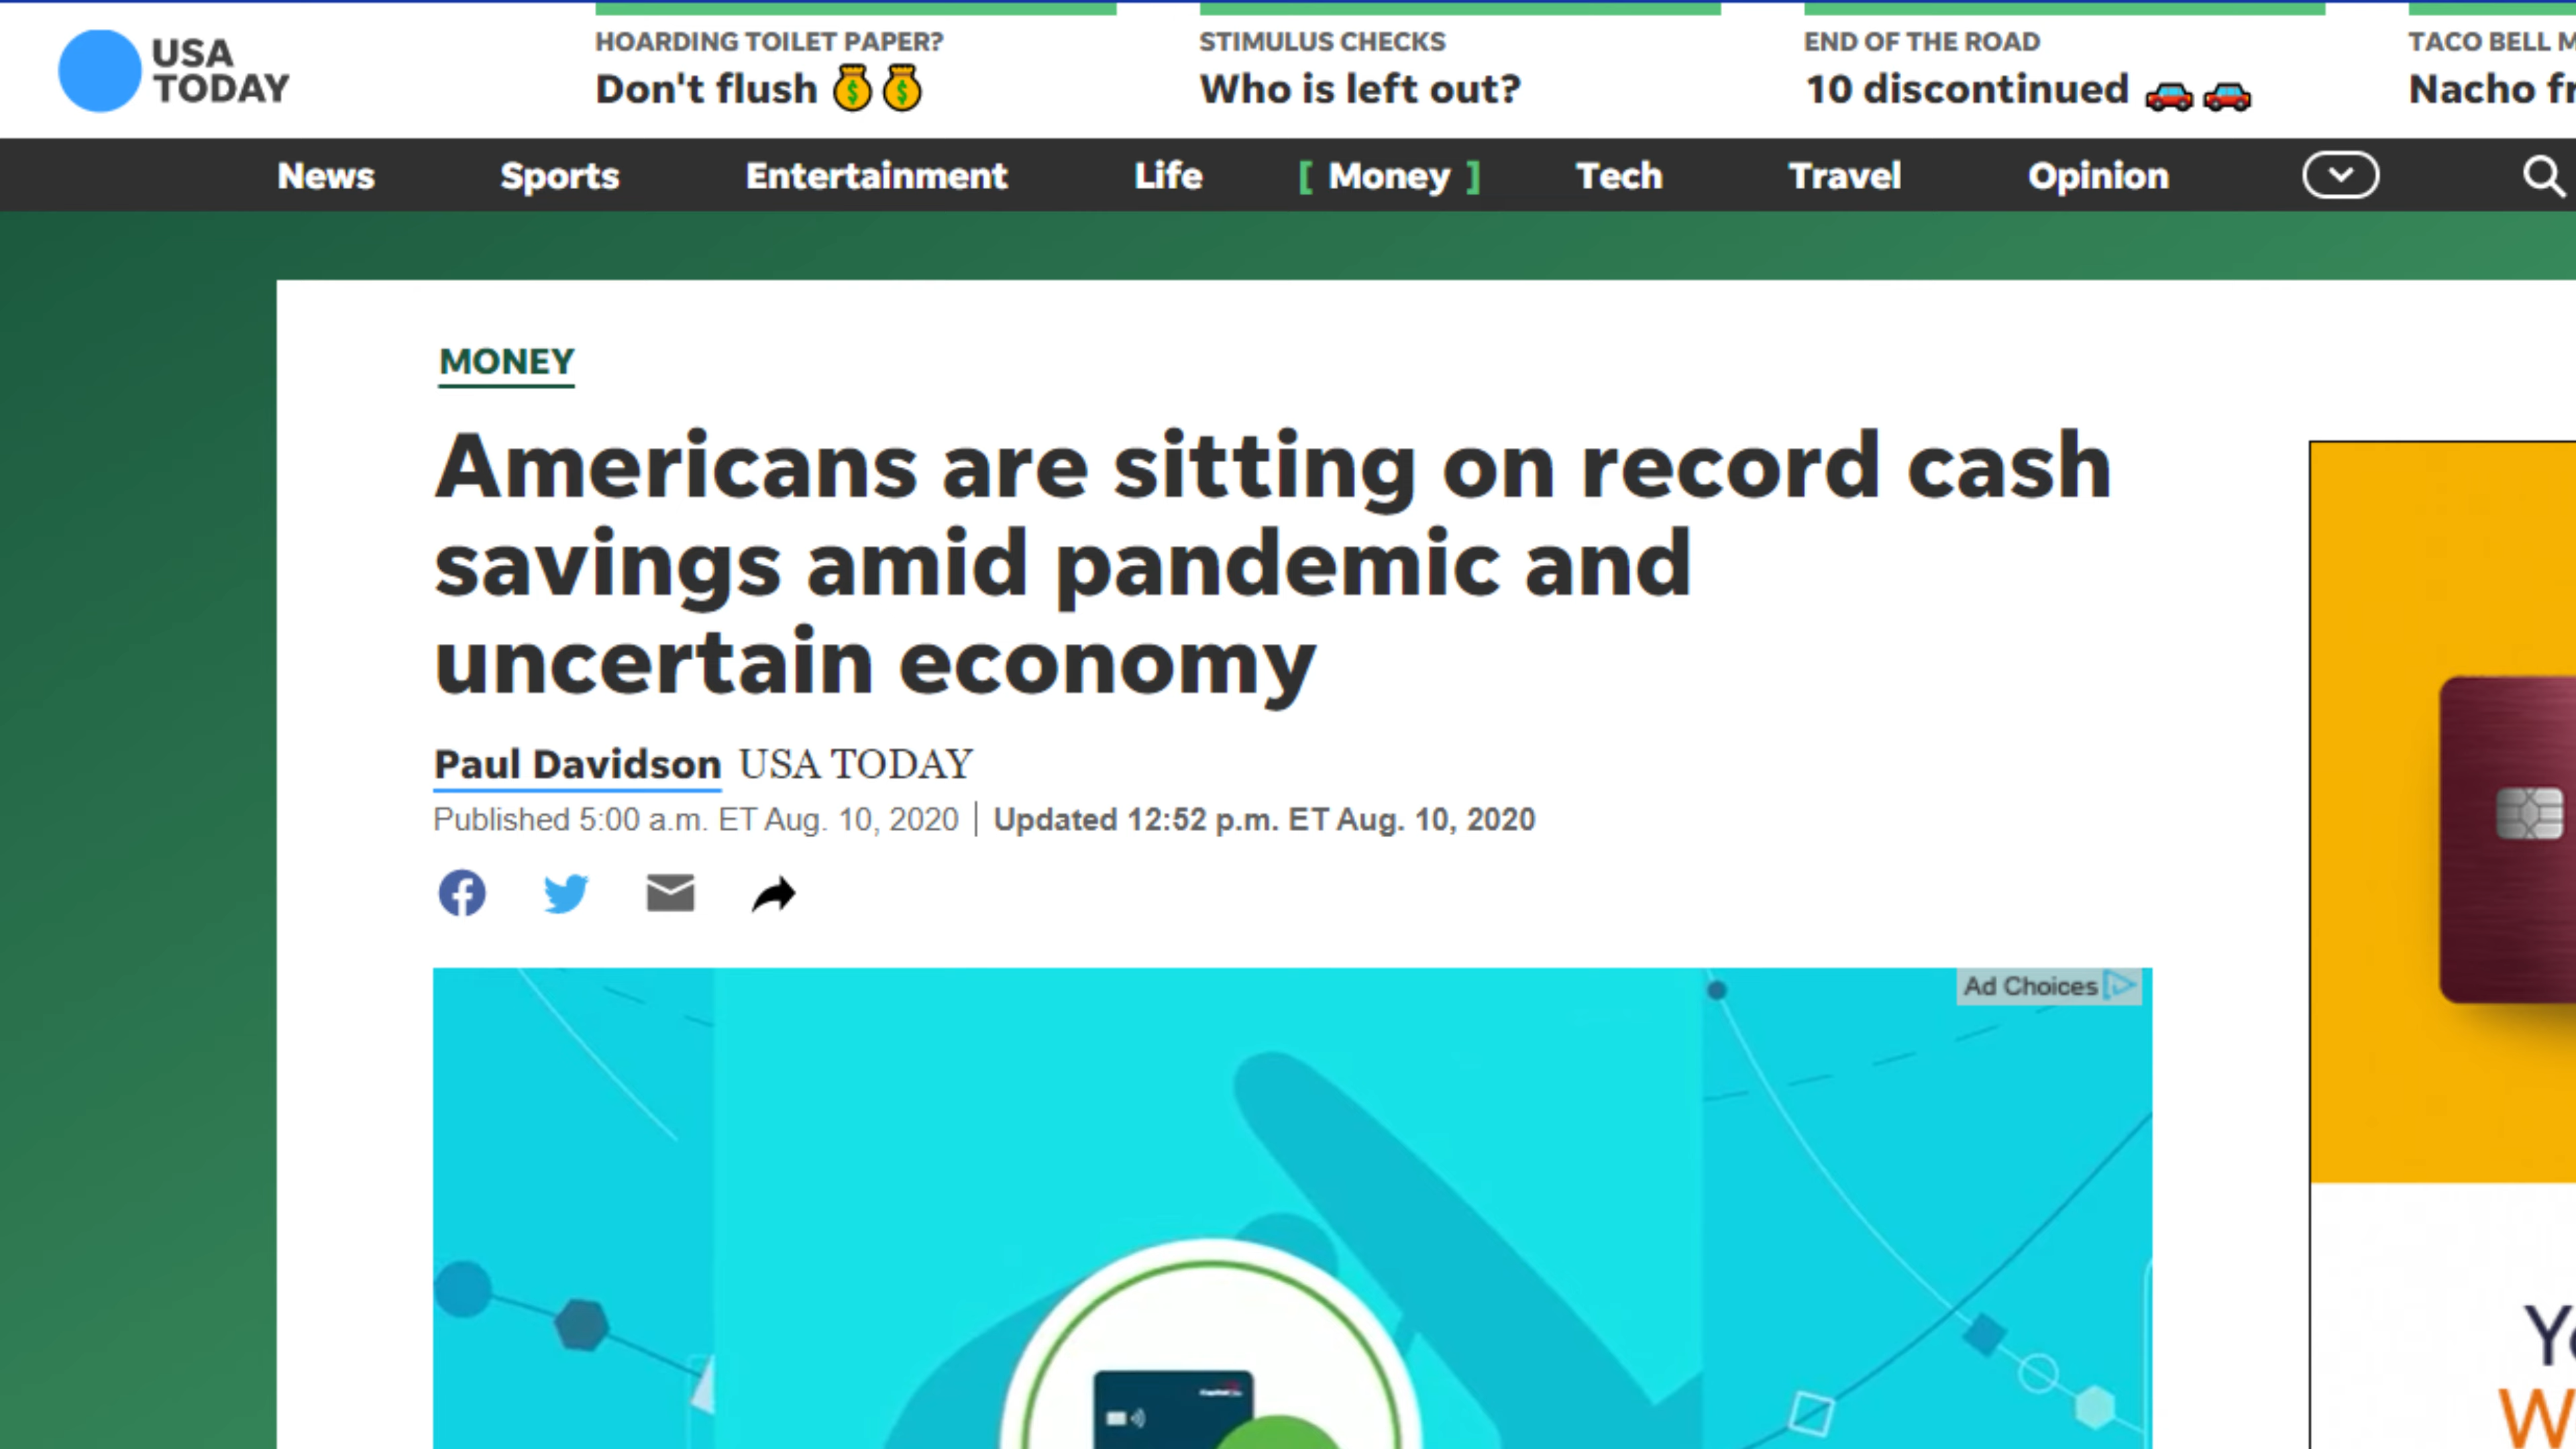 USA
TODAY
HOARDING TOILET PAPER?
Don't flush
STIMULUS CHECKS
Who is left out?
END OF THE ROAD
10 discontinued
TACO BELL
Nacho
News
Sports
Entertainment
Life
[ Money ]
Tech
Travel
Opinion
MONEY
Americans are sitting on record cash
savings amid pandemic and
uncertain economy
Paul Davidson USA TODAY
Published 5:00 a.m. ET Aug. 10, 2020 | Updated 12:52 p.m. ET Aug. 10, 2020
Ad Choices